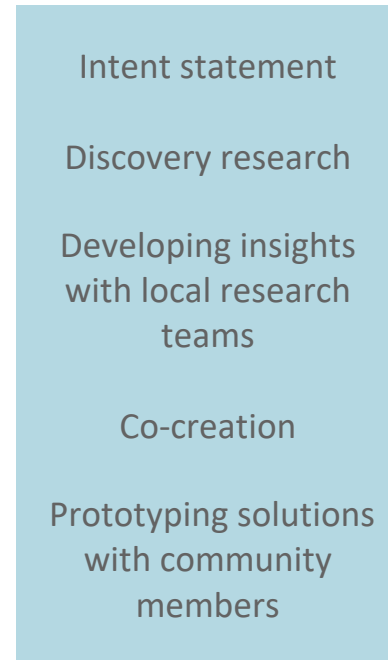 Intent statement
Discovery research
Developing insights
with local research
teams
Co-creation
Prototyping solutions
with community
members